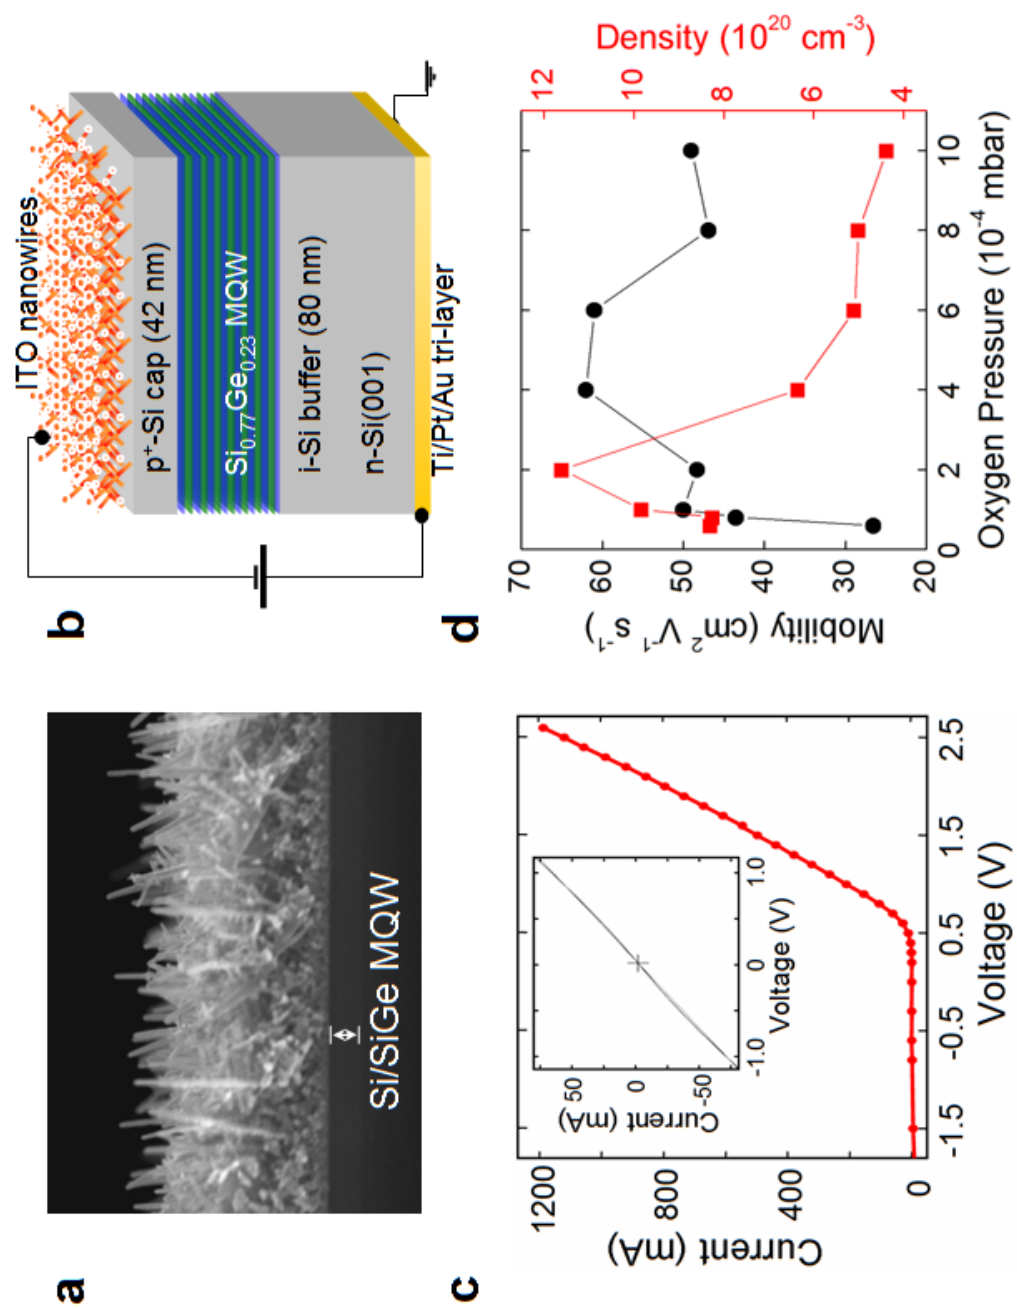 a
Si/SiGe MQW
b
ITO nanowires
p⁺-Si cap (42 nm)
Si₀.₇₇Ge₀.₂₃ MQW
i-Si buffer (80 nm)
n-Si(001)
Ti/Pt/Au tri-layer
c
Current (mA)
1200
800
400
0
-1.5
-0.5
0.5
1.5
2.5
Voltage (V)
Current (mA)
50
0
-50
-1.0
0
1.0
Voltage (V)
d
Mobility (cm² V⁻¹ s⁻¹)
70
60
50
40
30
20
0
2
4
6
8
10
Oxygen Pressure (10⁻⁴ mbar)
12
10
8
6
4
Density (10²⁰ cm⁻³)